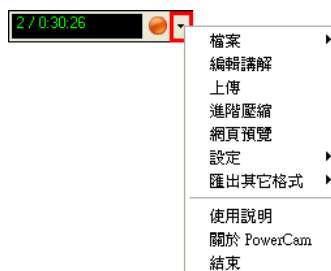 2 / 0:30:26
檔案
編輯講解
上傳
進階壓縮
網頁預覽
設定
匯出其它格式
使用說明
關於 PowerCam
結束